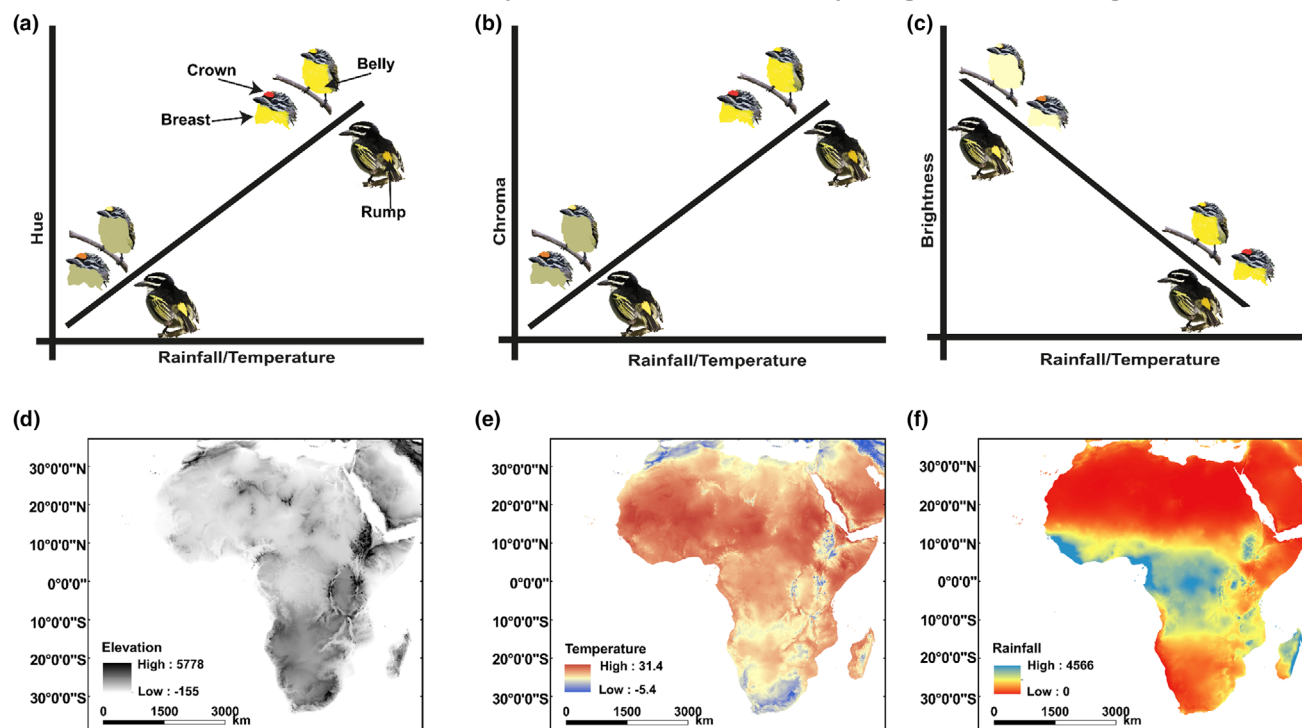 (a)
Hue
Crown
Belly
Breast
Rump
Rainfall/Temperature
(b)
Chroma
Rainfall/Temperature
(c)
Brightness
Rainfall/Temperature
(d)
30°0'0"N
20°0'0"N
10°0'0"N
0°0'0"
10°0'0"S
20°0'0"S
30°0'0"S
Elevation
High : 5778
Low : -155
0 1500 3000 km
(e)
30°0'0"N
20°0'0"N
10°0'0"N
0°0'0"
10°0'0"S
20°0'0"S
30°0'0"S
Temperature
High : 31.4
Low : -5.4
0 1500 3000 km
(f)
30°0'0"N
20°0'0"N
10°0'0"N
0°0'0"
10°0'0"S
20°0'0"S
30°0'0"S
Rainfall
High : 4566
Low : 0
0 1500 3000 km